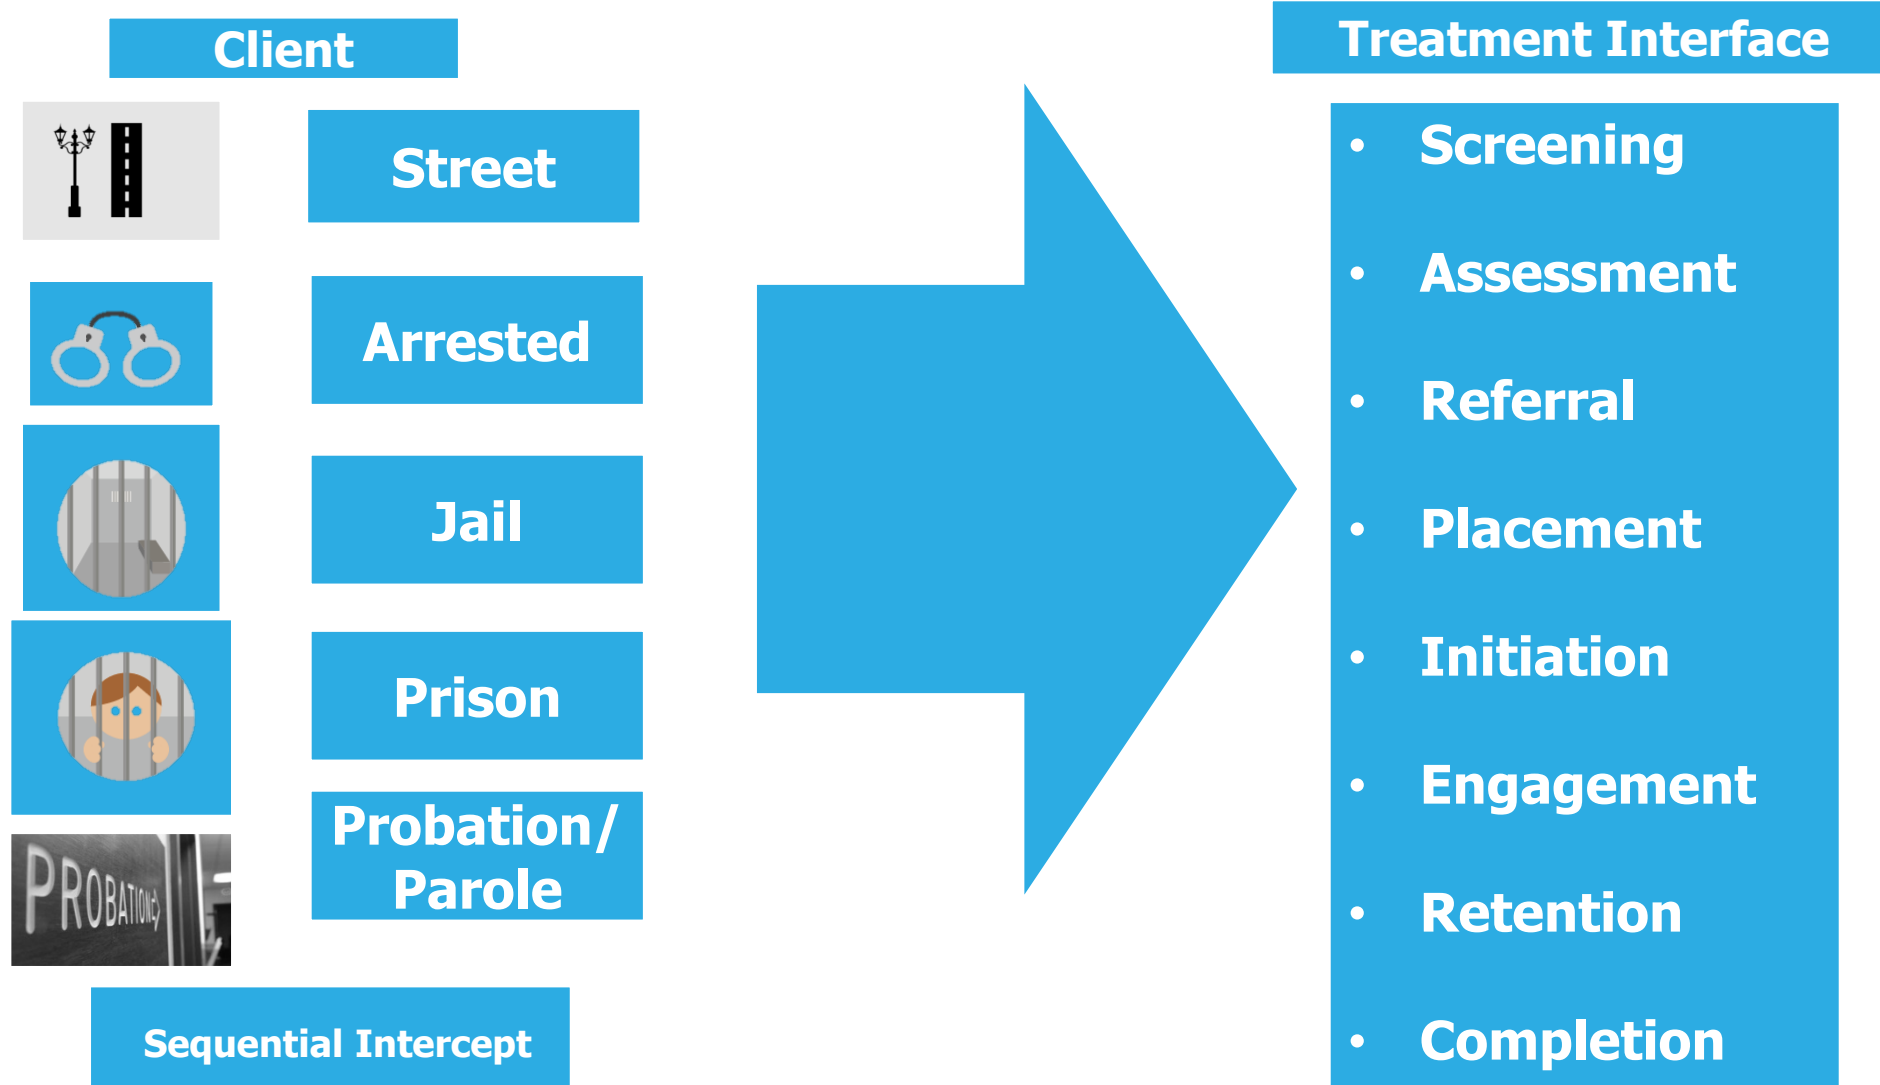 Client
Treatment Interface
Street
Arrested
Jail
Prison
Probation/
Parole
PROBATION
Sequential Intercept
• Screening
• Assessment
• Referral
• Placement
• Initiation
• Engagement
• Retention
• Completion